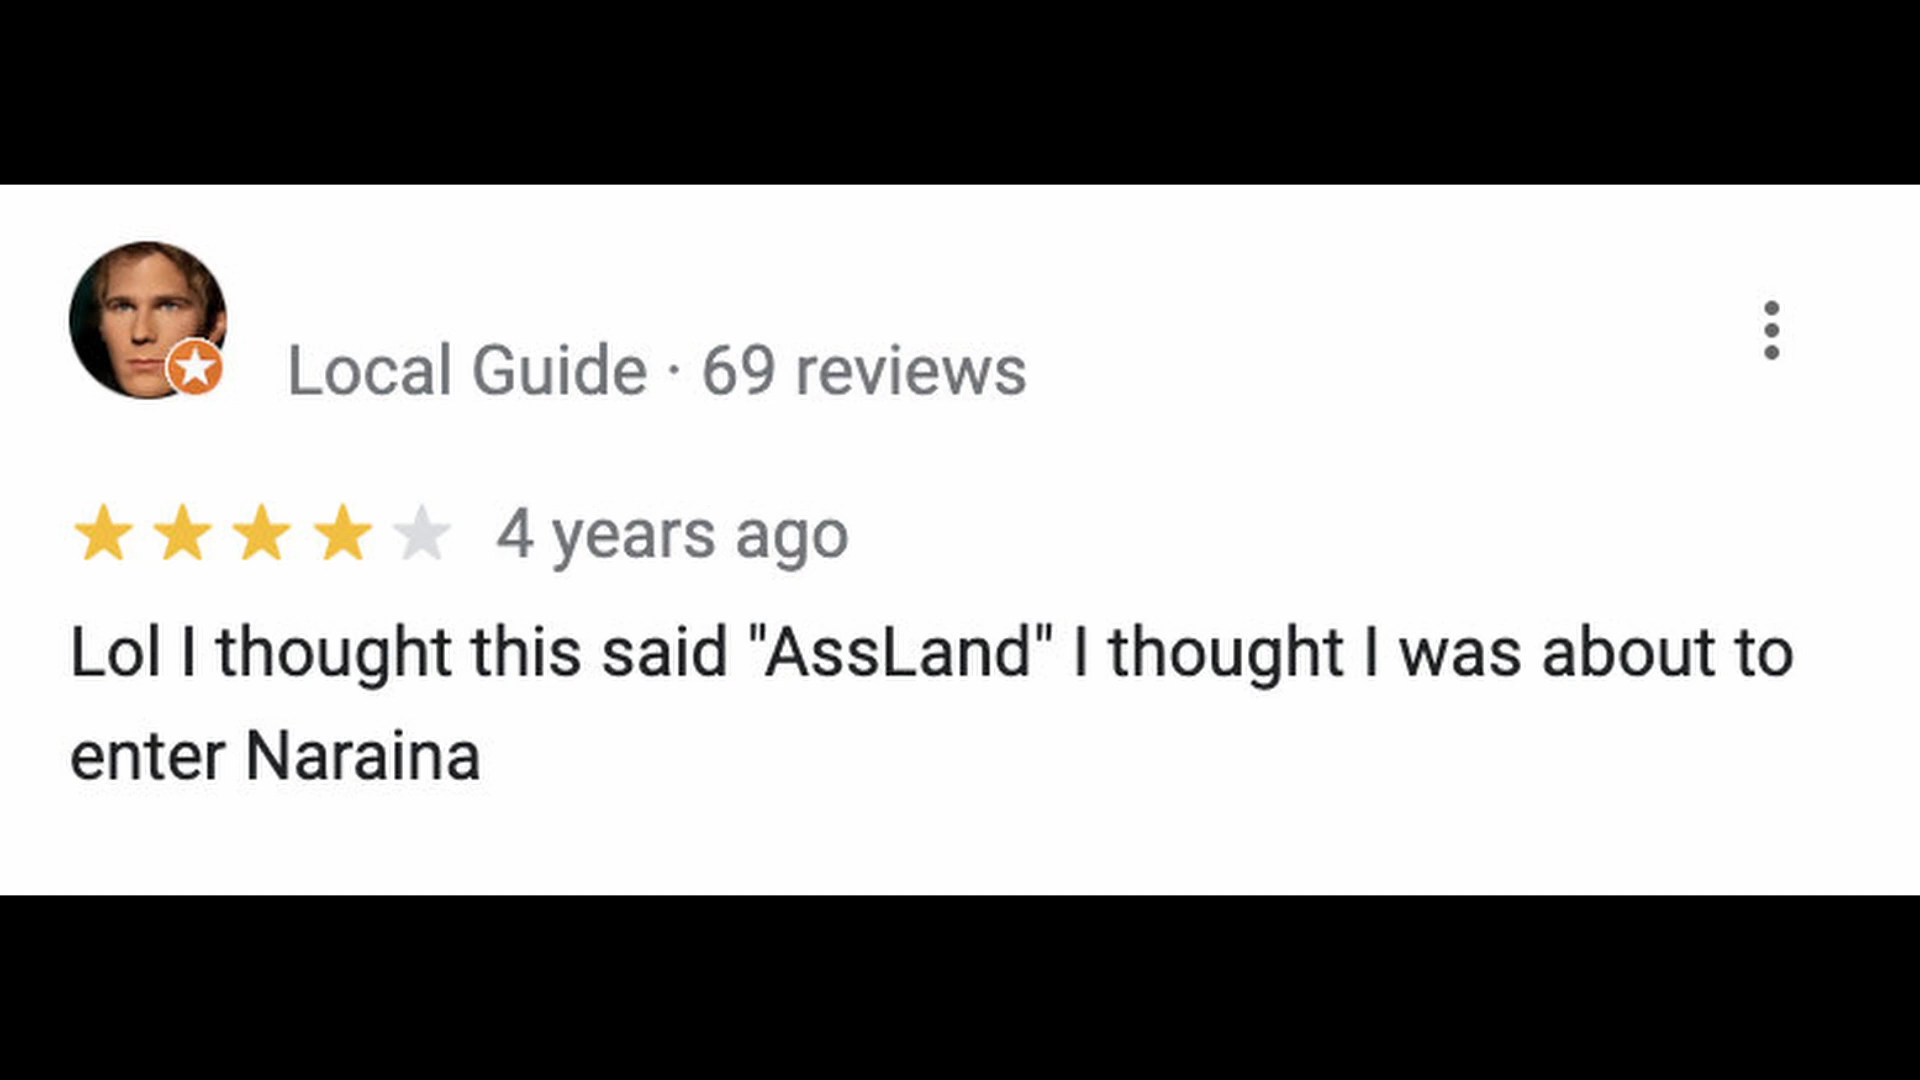 Local Guide · 69 reviews
4 years ago
Lol I thought this said "AssLand" I thought I was about to
enter Naraina